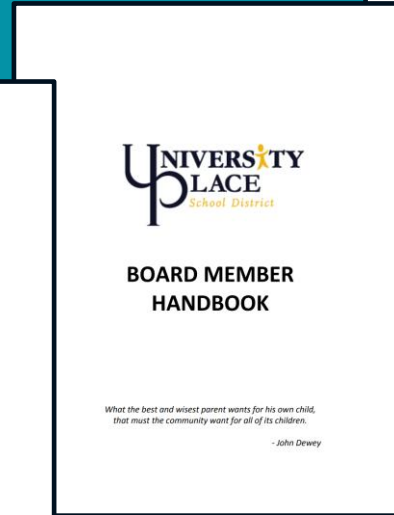 UNIVERSITY
PLACE
School District
BOARD MEMBER
HANDBOOK
What the best and wisest parent wants for his own child,
that must the community want for all of its children.
- John Dewey